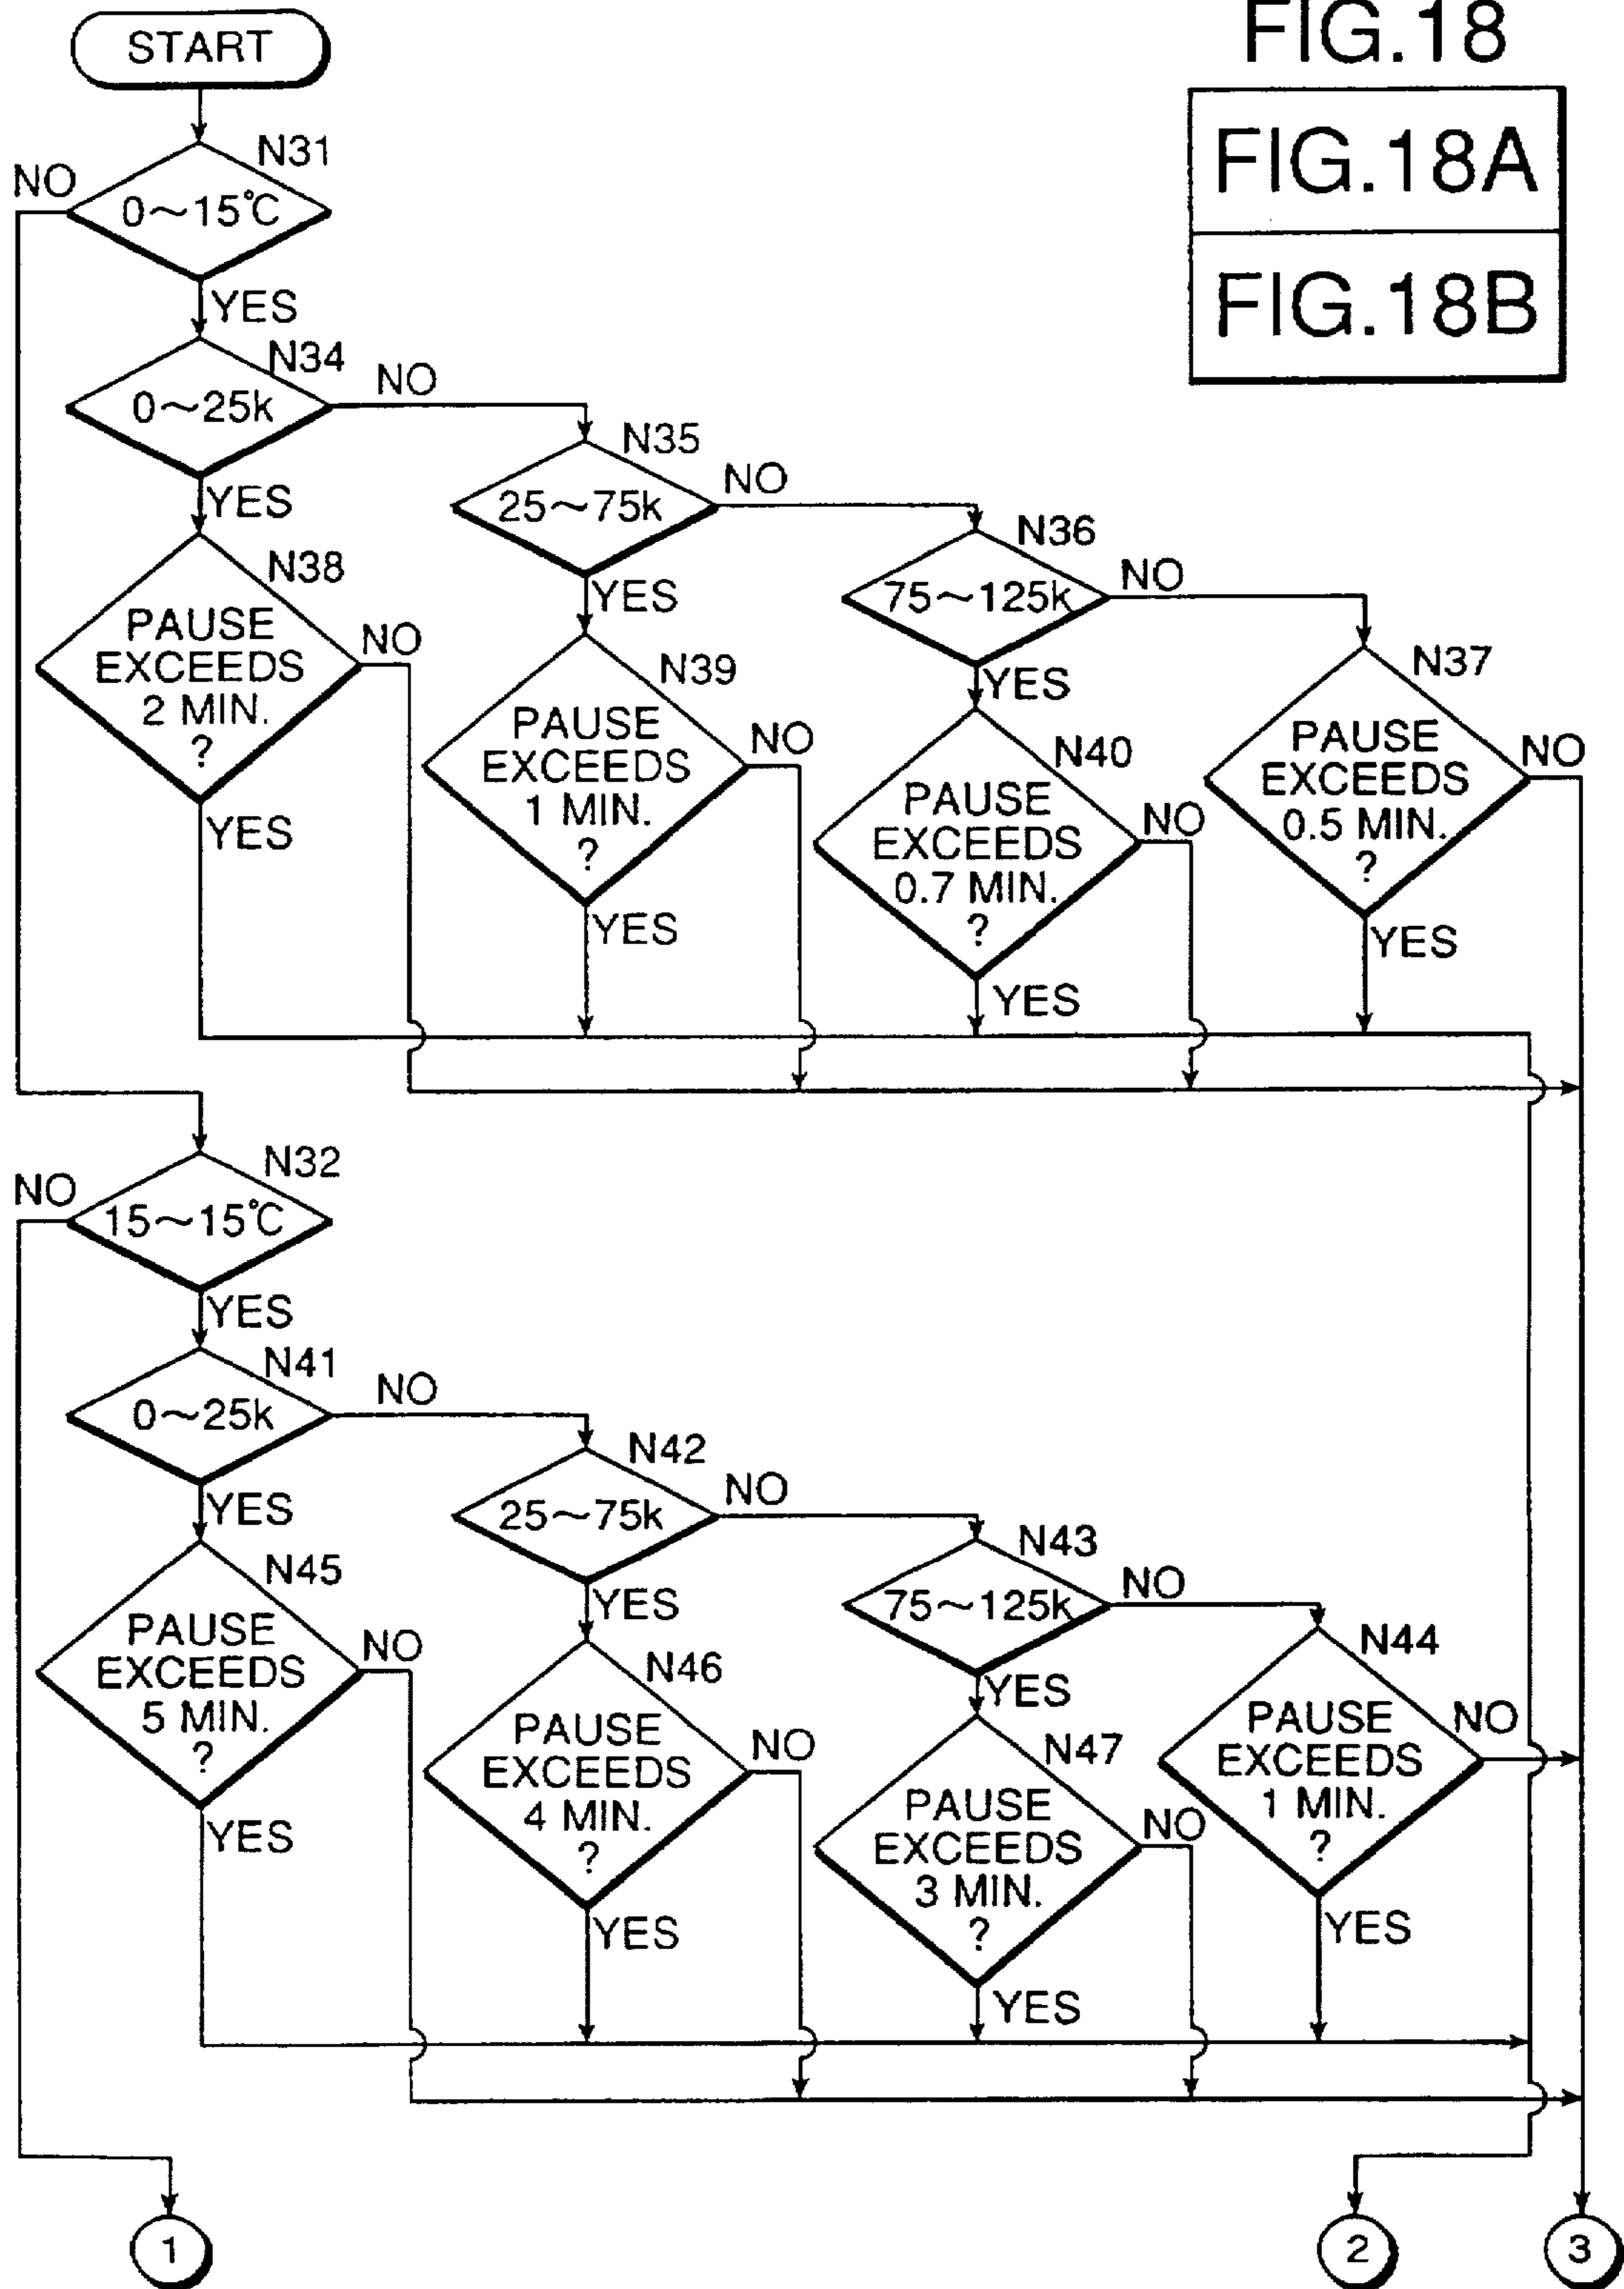 FIG.18
FIG.18A
FIG.18B
START
N31
NO
0~15°C
YES
N34
NO
0~25k
YES
N35
NO
25~75k
YES
N36
NO
75~125k
YES
N38
PAUSE
EXCEEDS
2 MIN.
?
NO
YES
N39
PAUSE
EXCEEDS
1 MIN.
?
NO
YES
N40
PAUSE
EXCEEDS
0.7 MIN.
?
NO
YES
N37
PAUSE
EXCEEDS
0.5 MIN.
?
NO
YES
N32
NO
15~15°C
YES
N41
NO
0~25k
YES
N42
NO
25~75k
YES
N43
NO
75~125k
YES
N45
PAUSE
EXCEEDS
5 MIN.
?
NO
YES
N46
PAUSE
EXCEEDS
4 MIN.
?
NO
YES
N47
PAUSE
EXCEEDS
3 MIN.
?
NO
YES
N44
PAUSE
EXCEEDS
1 MIN.
?
NO
YES
1
2
3